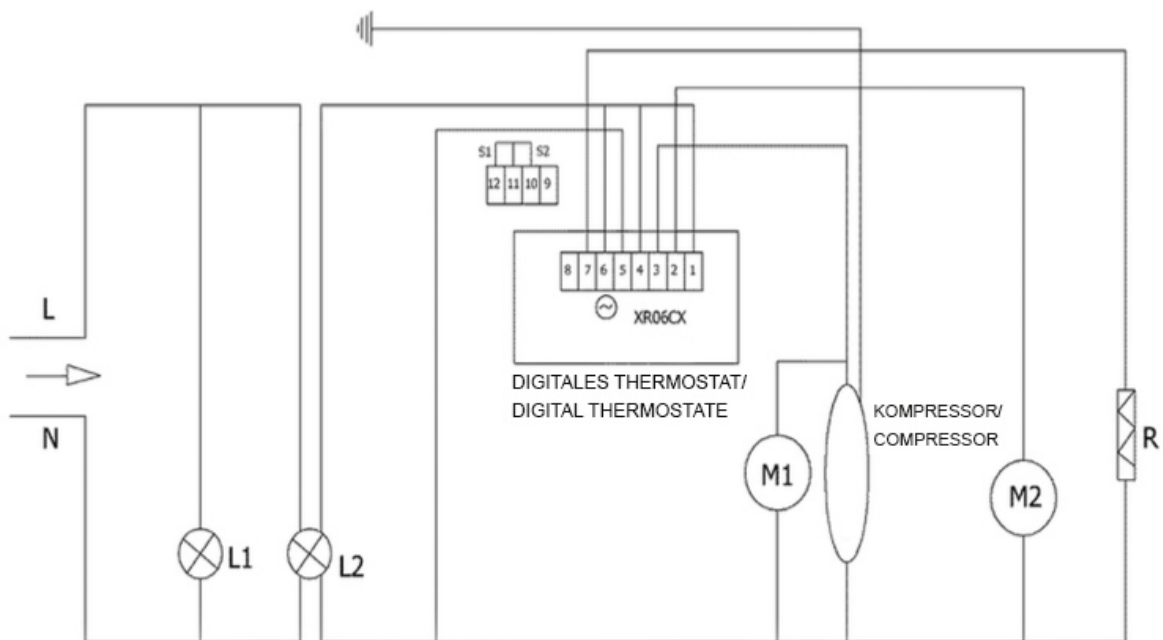 S1
S2
12 11 10 9
8 7 6 5 4 3 2 1
XR06CX
L
N
DIGITALES THERMOSTAT/
DIGITAL THERMOSTATE
KOMPRESSOR/
COMPRESSOR
R
M1
M2
L1
L2